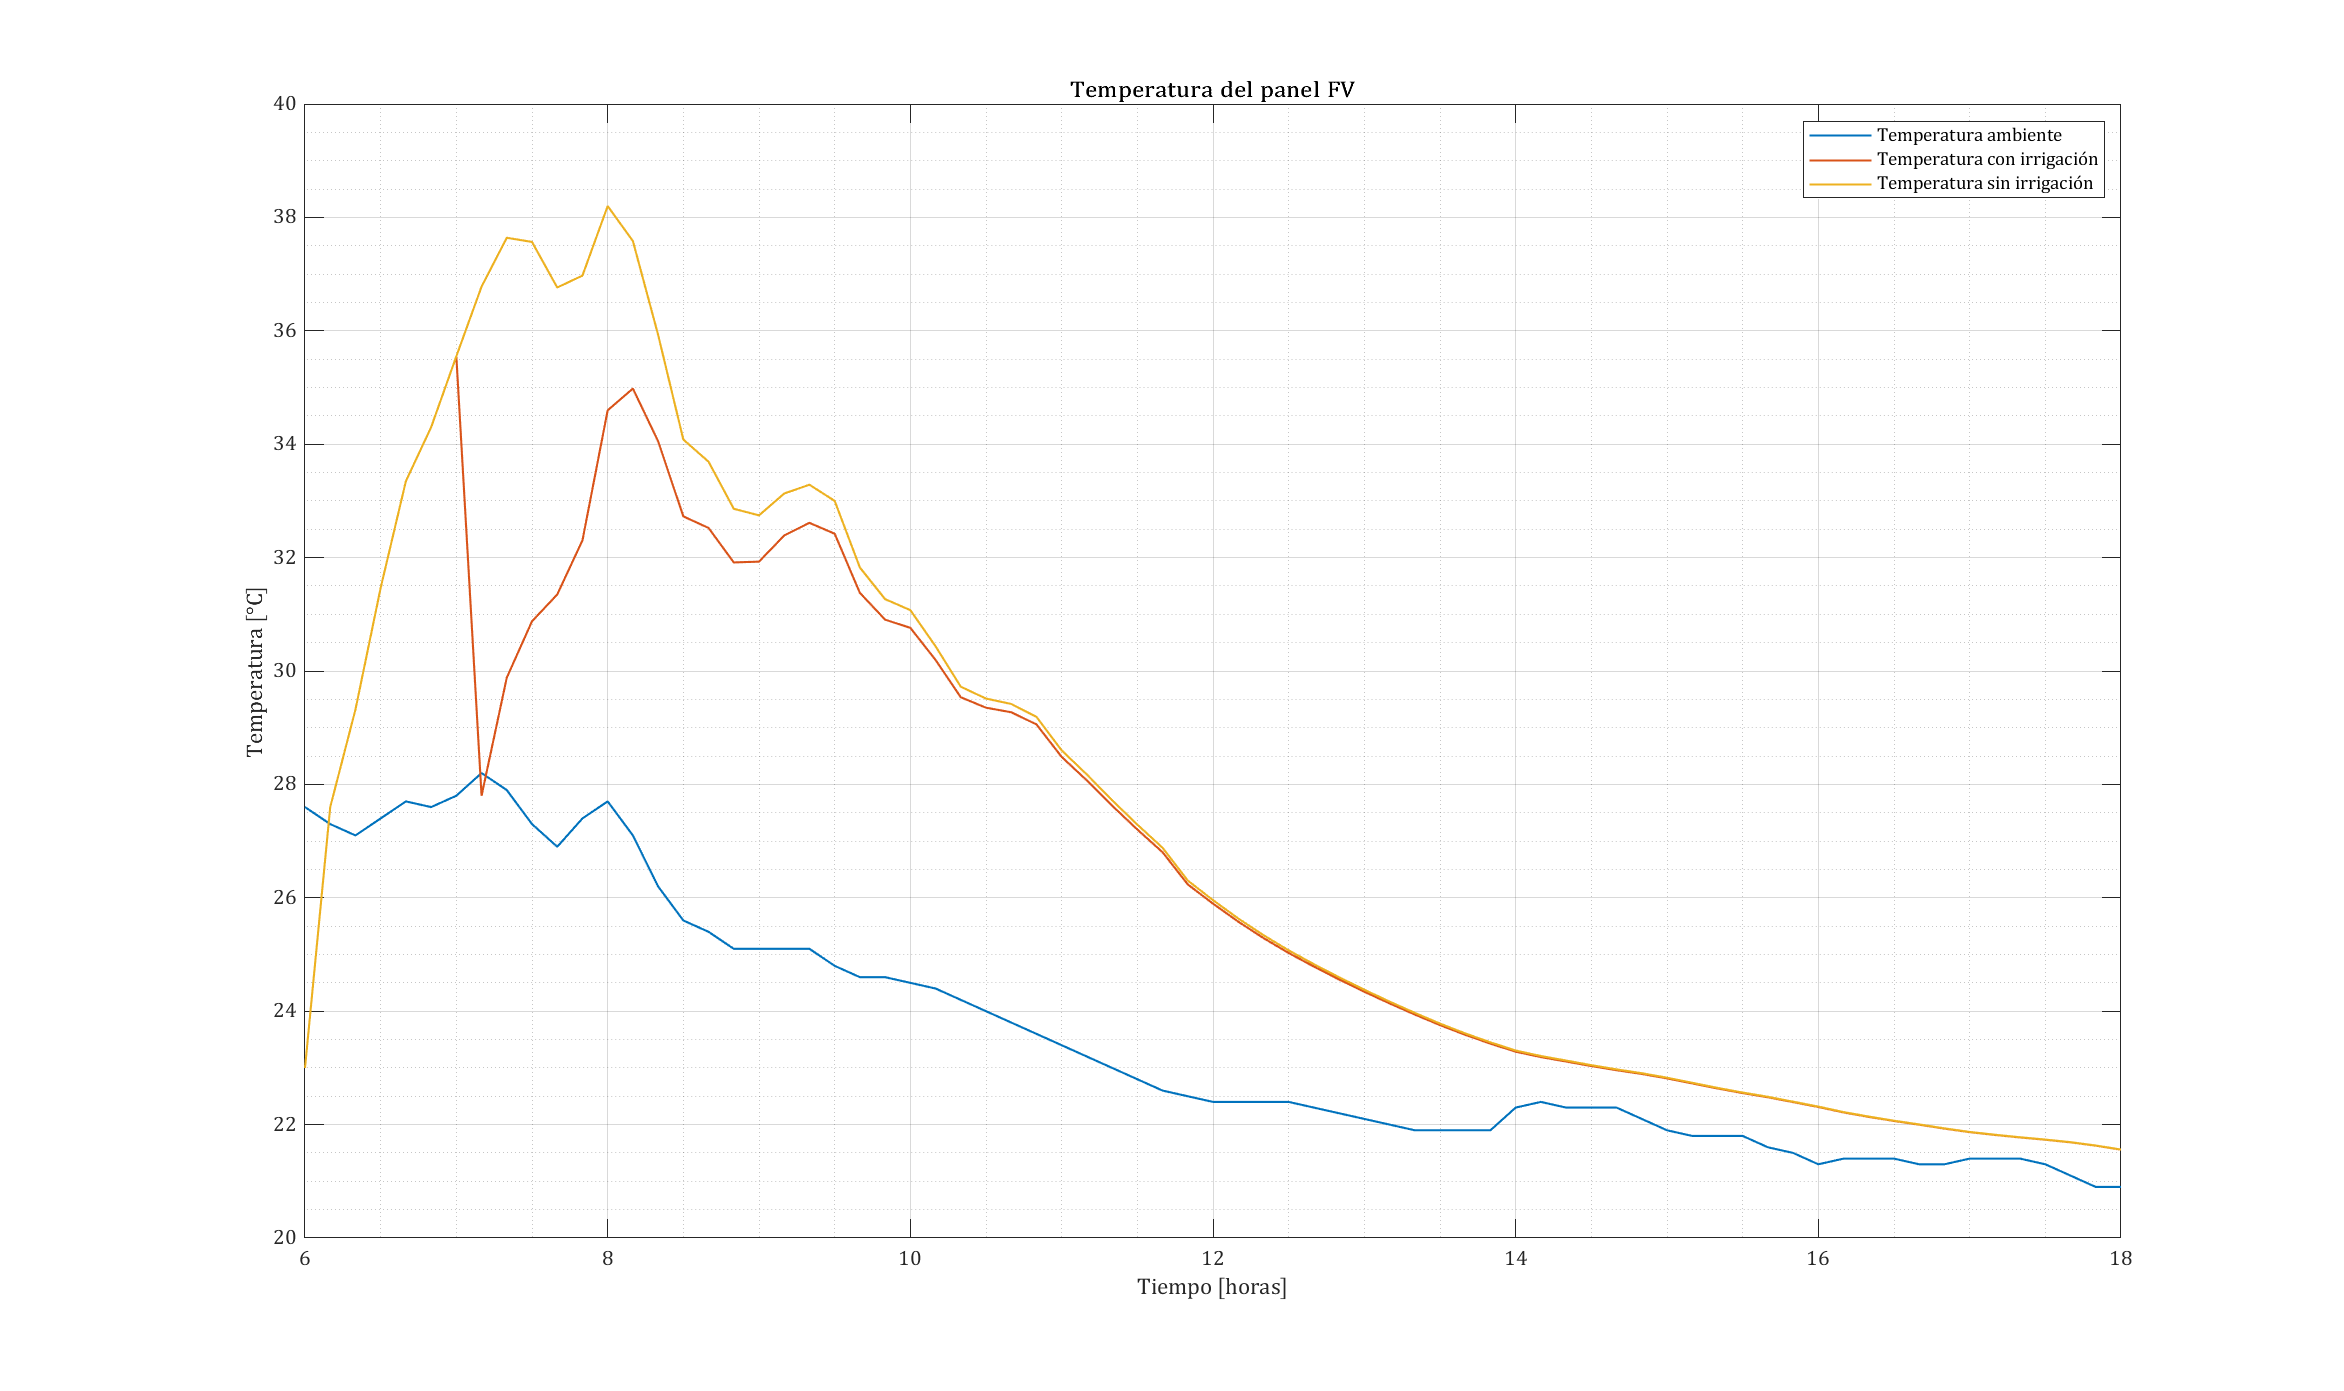 Temperatura del panel FV
Temperatura ambiente
Temperatura con irrigación
Temperatura sin irrigación
Temperatura [°C]
40
38
36
34
32
30
28
26
24
22
20
6 8 10 12 14 16 18
Tiempo [horas]